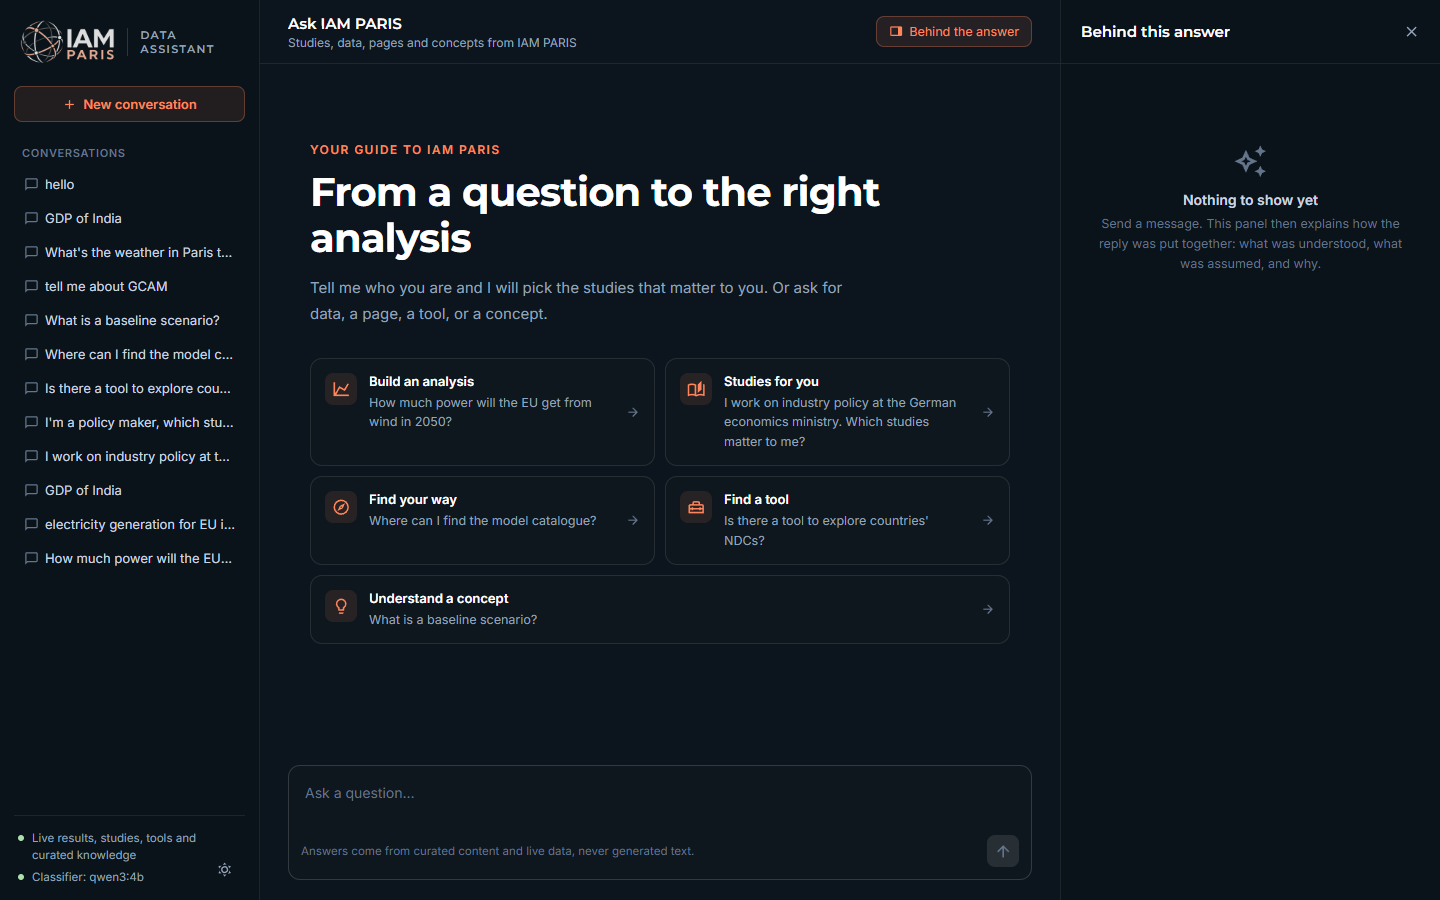 IAM
PARIS
DATA
ASSISTANT
New conversation
CONVERSATIONS
hello
GDP of India
What's the weather in Paris t...
tell me about GCAM
What is a baseline scenario?
Where can I find the model c...
Is there a tool to explore cou...
I'm a policy maker, which stu...
I work on industry policy at t...
GDP of India
electricity generation for EU i...
How much power will the EU...
Live results, studies, tools and
curated knowledge
Classifier: qwen3:4b
Ask IAM PARIS
Studies, data, pages and concepts from IAM PARIS
Behind the answer
YOUR GUIDE TO IAM PARIS
From a question to the right
analysis
Tell me who you are and I will pick the studies that matter to you. Or ask for
data, a page, a tool, or a concept.
Build an analysis
How much power will the EU get from
wind in 2050?
Studies for you
I work on industry policy at the German
economics ministry. Which studies
matter to me?
Find your way
Where can I find the model catalogue?
Find a tool
Is there a tool to explore countries'
NDCs?
Understand a concept
What is a baseline scenario?
Ask a question...
Answers come from curated content and live data, never generated text.
Behind this answer
Nothing to show yet
Send a message. This panel then explains how the
reply was put together: what was understood, what
was assumed, and why.